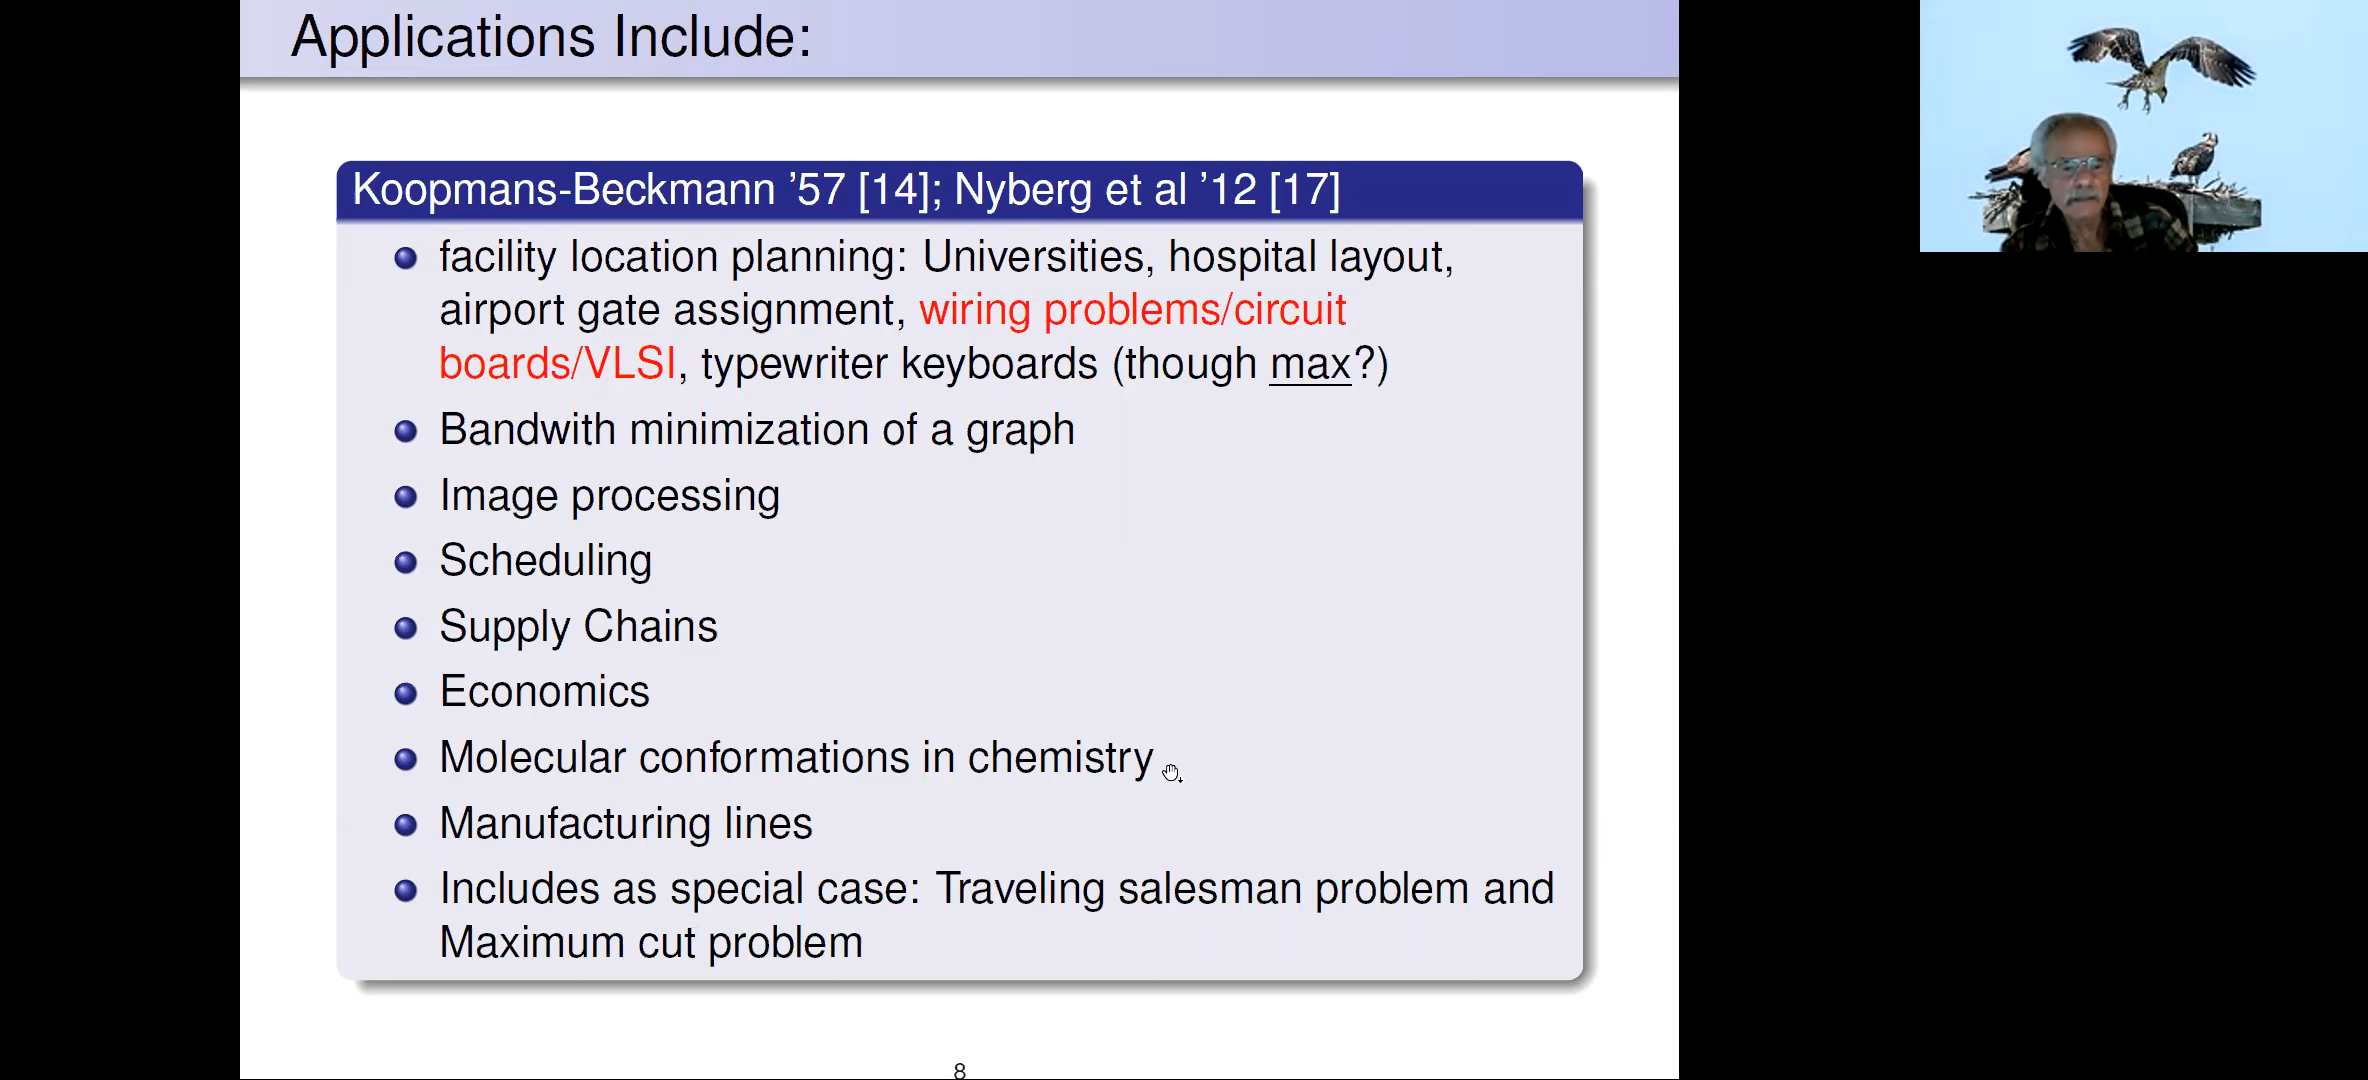 Applications Include:
Koopmans-Beckmann ’57 [14]; Nyberg et al ’12 [17]
facility location planning: Universities, hospital layout,
airport gate assignment, wiring problems/circuit
boards/VLSI, typewriter keyboards (though max?)
Bandwith minimization of a graph
Image processing
Scheduling
Supply Chains
Economics
Molecular conformations in chemistry
Manufacturing lines
Includes as special case: Traveling salesman problem and
Maximum cut problem
8